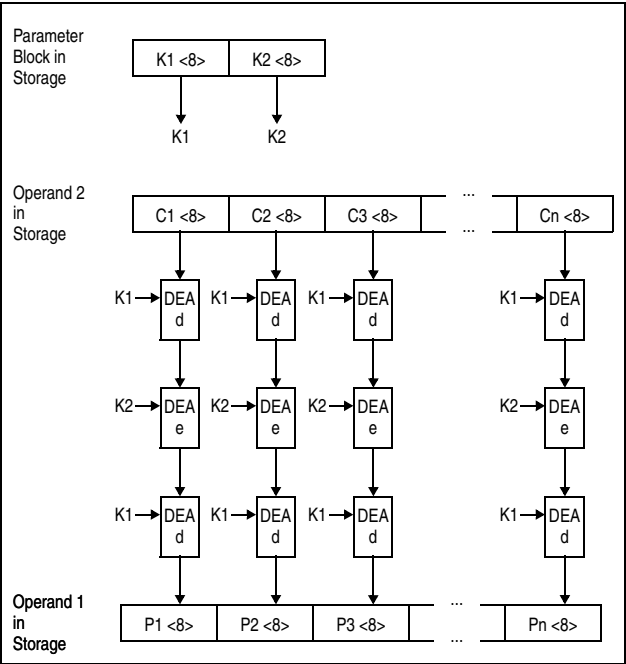 Parameter
Block in
Storage
K1 <8> K2 <8>
K1 K2
Operand 2
in
Storage
...
C1 <8> C2 <8> C3 <8> Cn <8>
...
K1 DEA K1 DEA K1 DEA K1 DEA
d d d d
K2 DEA K2 DEA K2 DEA K2 DEA
e e e e
K1 DEA K1 DEA K1 DEA K1 DEA
d d d d
Operand 1
in
Storage
...
P1 <8> P2 <8> P3 <8> Pn <8>
...